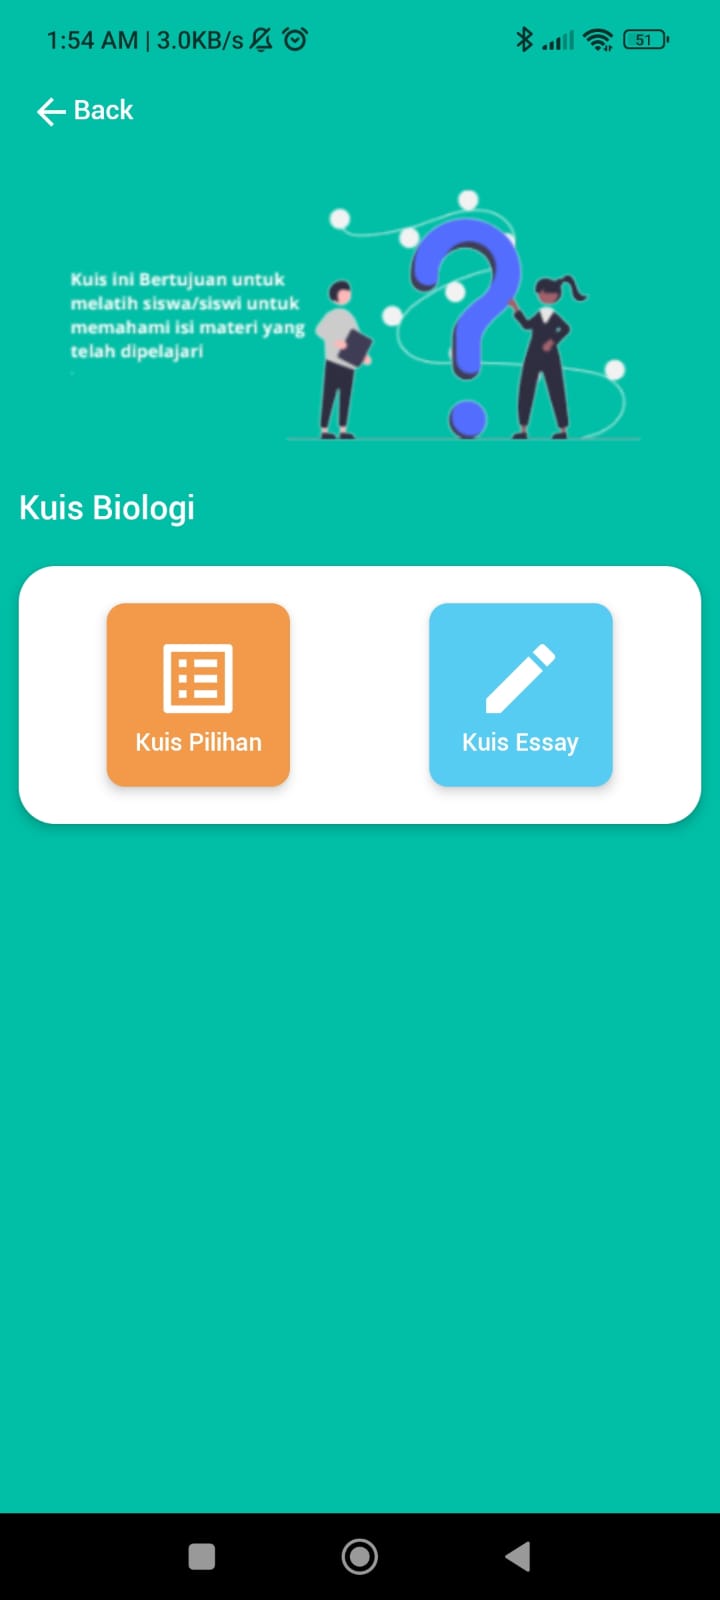 1:54 AM | 3.0KB/s
51
Back
Kuis ini Bertujuan untuk
melatih siswa/siswi untuk
memahami isi materi yang
telah dipelajari
Kuis Biologi
Kuis Pilihan
Kuis Essay